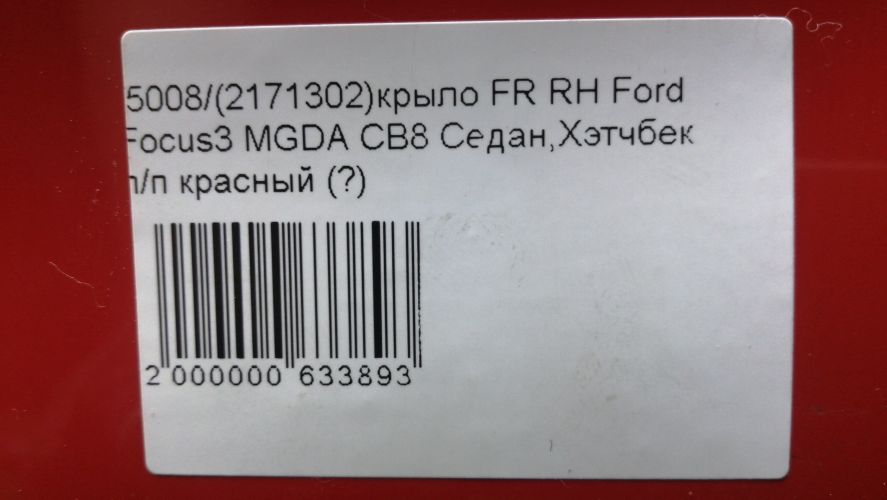 5008/(2171302)крыло FR RH Ford
Focus3 MGDA CB8 Седан,Хэтчбек
п/п красный (?)
2 000000 633893